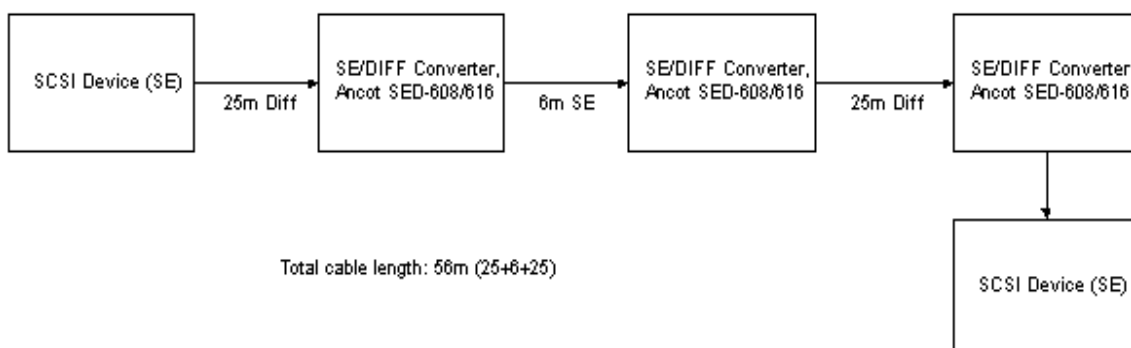 SCSI Device (SE)
25m Diff
SE/DIFF Converter,
Ancot SED-608/616
6m SE
SE/DIFF Converter,
Ancot SED-608/616
25m Diff
SE/DIFF Converter,
Ancot SED-608/616
Total cable length: 56m (25+6+25)
SCSI Device (SE)